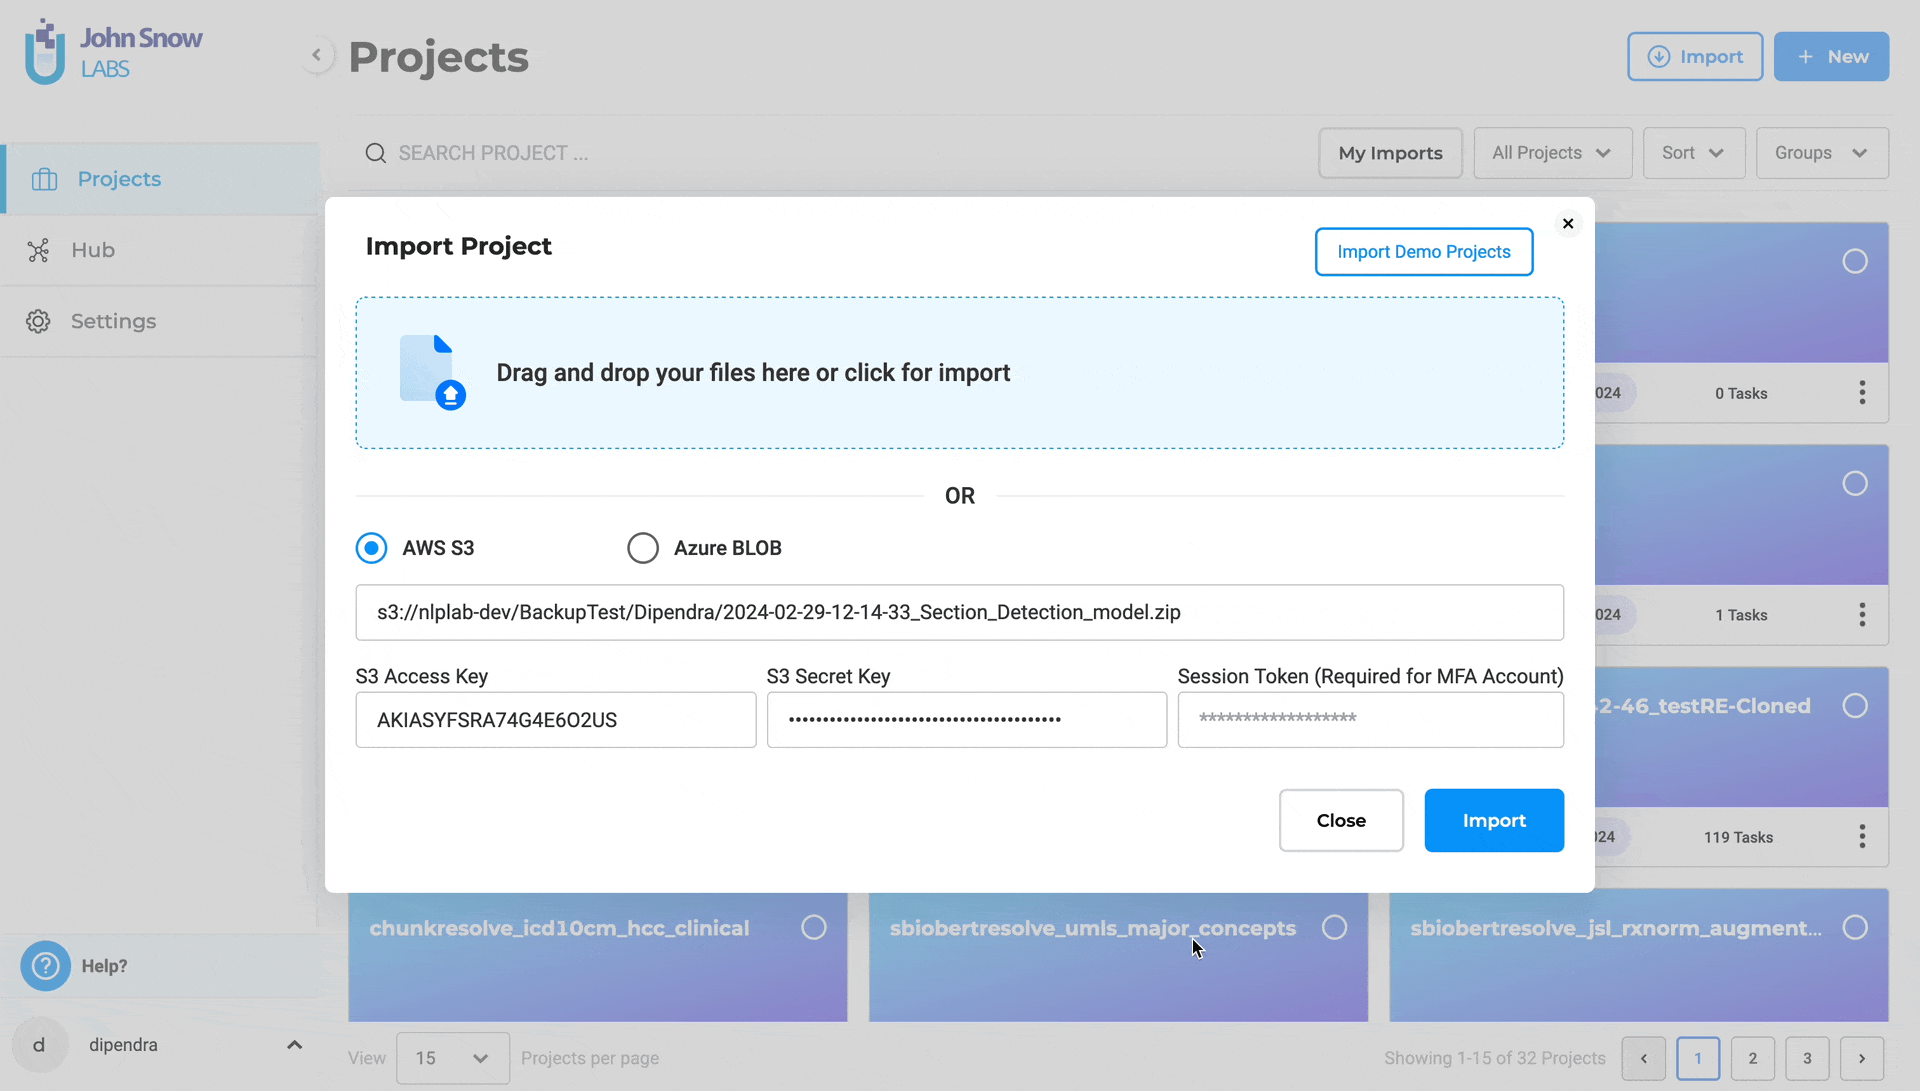 John Snow
LABS
Projects
Import
+ New
SEARCH PROJECT ...
My Imports
All Projects
Sort
Groups
Projects
Hub
Settings
Import Project
Import Demo Projects
Drag and drop your files here or click for import
OR
AWS S3
Azure BLOB
s3://nlplab-dev/BackupTest/Dipendra/2024-02-29-12-14-33_Section_Detection_model.zip
S3 Access Key
S3 Secret Key
Session Token (Required for MFA Account)
AKIASYFSRA74G4E6O2US
••••••••••••••••••••••••••••••••••••••••
******************
Close
Import
024
0 Tasks
024
1 Tasks
2-46_testRE-Cloned
024
119 Tasks
chunkresolve_icd10cm_hcc_clinical
sbiobertresolve_umls_major_concepts
sbiobertresolve_jsl_rxnorm_augment...
Help?
d
dipendra
View
15
Projects per page
Showing 1-15 of 32 Projects
1
2
3